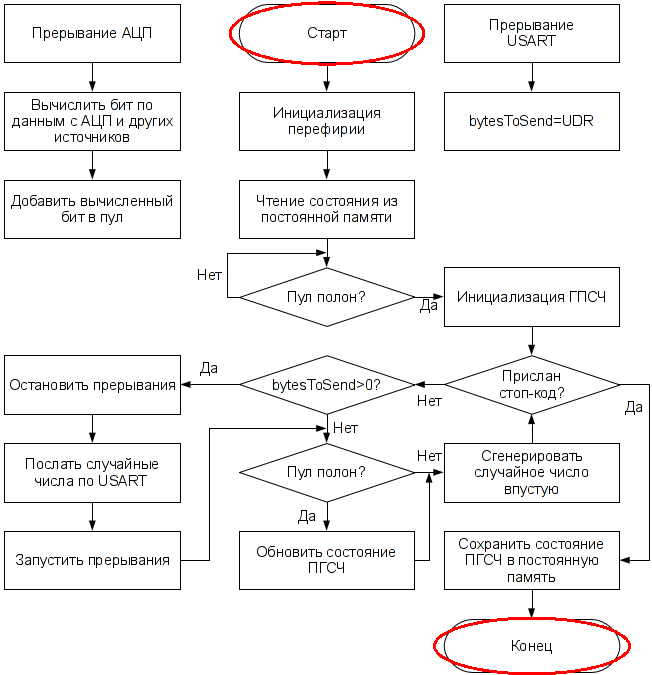 Прерывание АЦП
Старт
Прерывание
USART
Вычислить бит по
данным с АЦП и других
источников
Инициализация
перефирии
bytesToSend=UDR
Добавить вычисленный
бит в пул
Чтение состояния из
постоянной памяти
Нет
Пул полон?
Да
Инициализация ГПСЧ
Остановить прерывания
Да
bytesToSend>0?
Нет
Прислан
стоп-код?
Да
Нет
Послать случайные
числа по USART
Пул полон?
Нет
Сгенерировать
случайное число
впустую
Да
Запустить прерывания
Обновить состояние
ПГСЧ
Сохранить состояние
ПГСЧ в постоянную
память
Конец